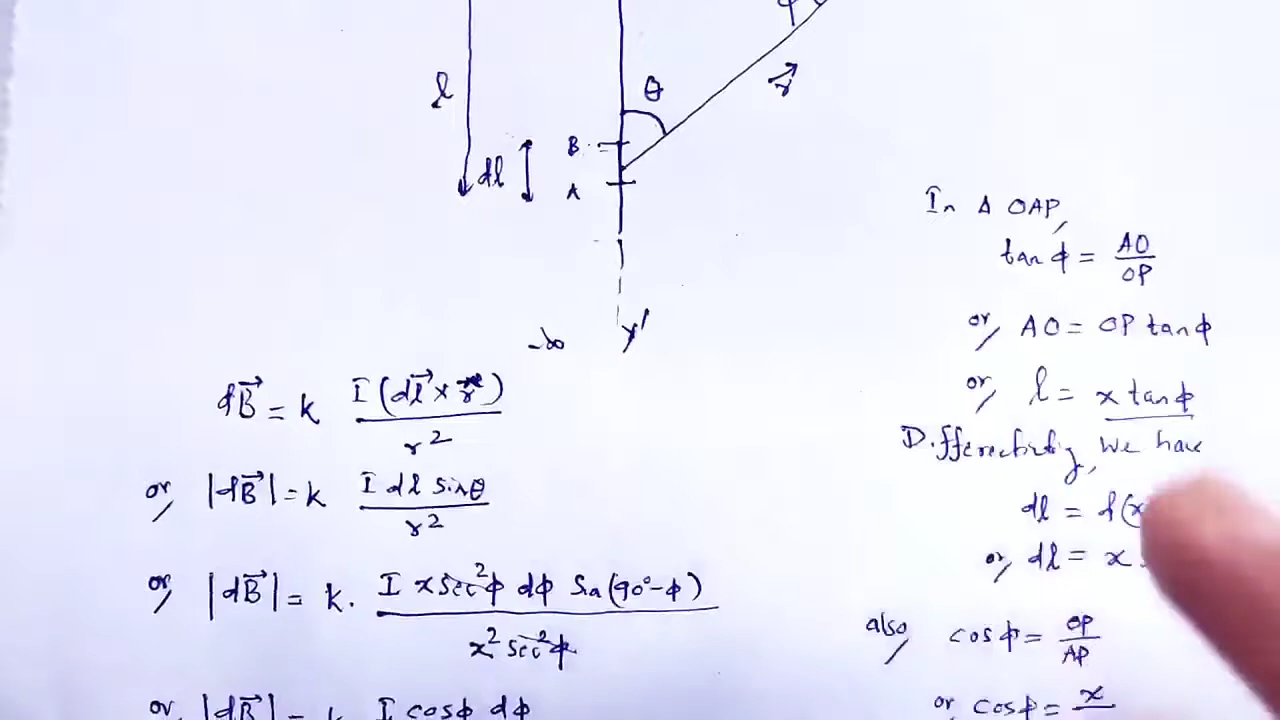 l
θ
r⃗
B
dl
A
-∞
y'
In Δ OAP,
tan ϕ = AO/OP
or, AO = OP tan ϕ
or, l = x tan ϕ
Differentiating, we have
dl = d(x
or, dl = x
also, cos ϕ = OP/AP
or cos ϕ = x
dB⃗ = k I(dl⃗ × r̂)/r²
or, |dB⃗| = k I dl sinθ/r²
or, |dB⃗| = k. I x sec²ϕ dϕ Sin(90°-ϕ)/x² sec²ϕ
or, |dB⃗| = k I cosϕ dϕ